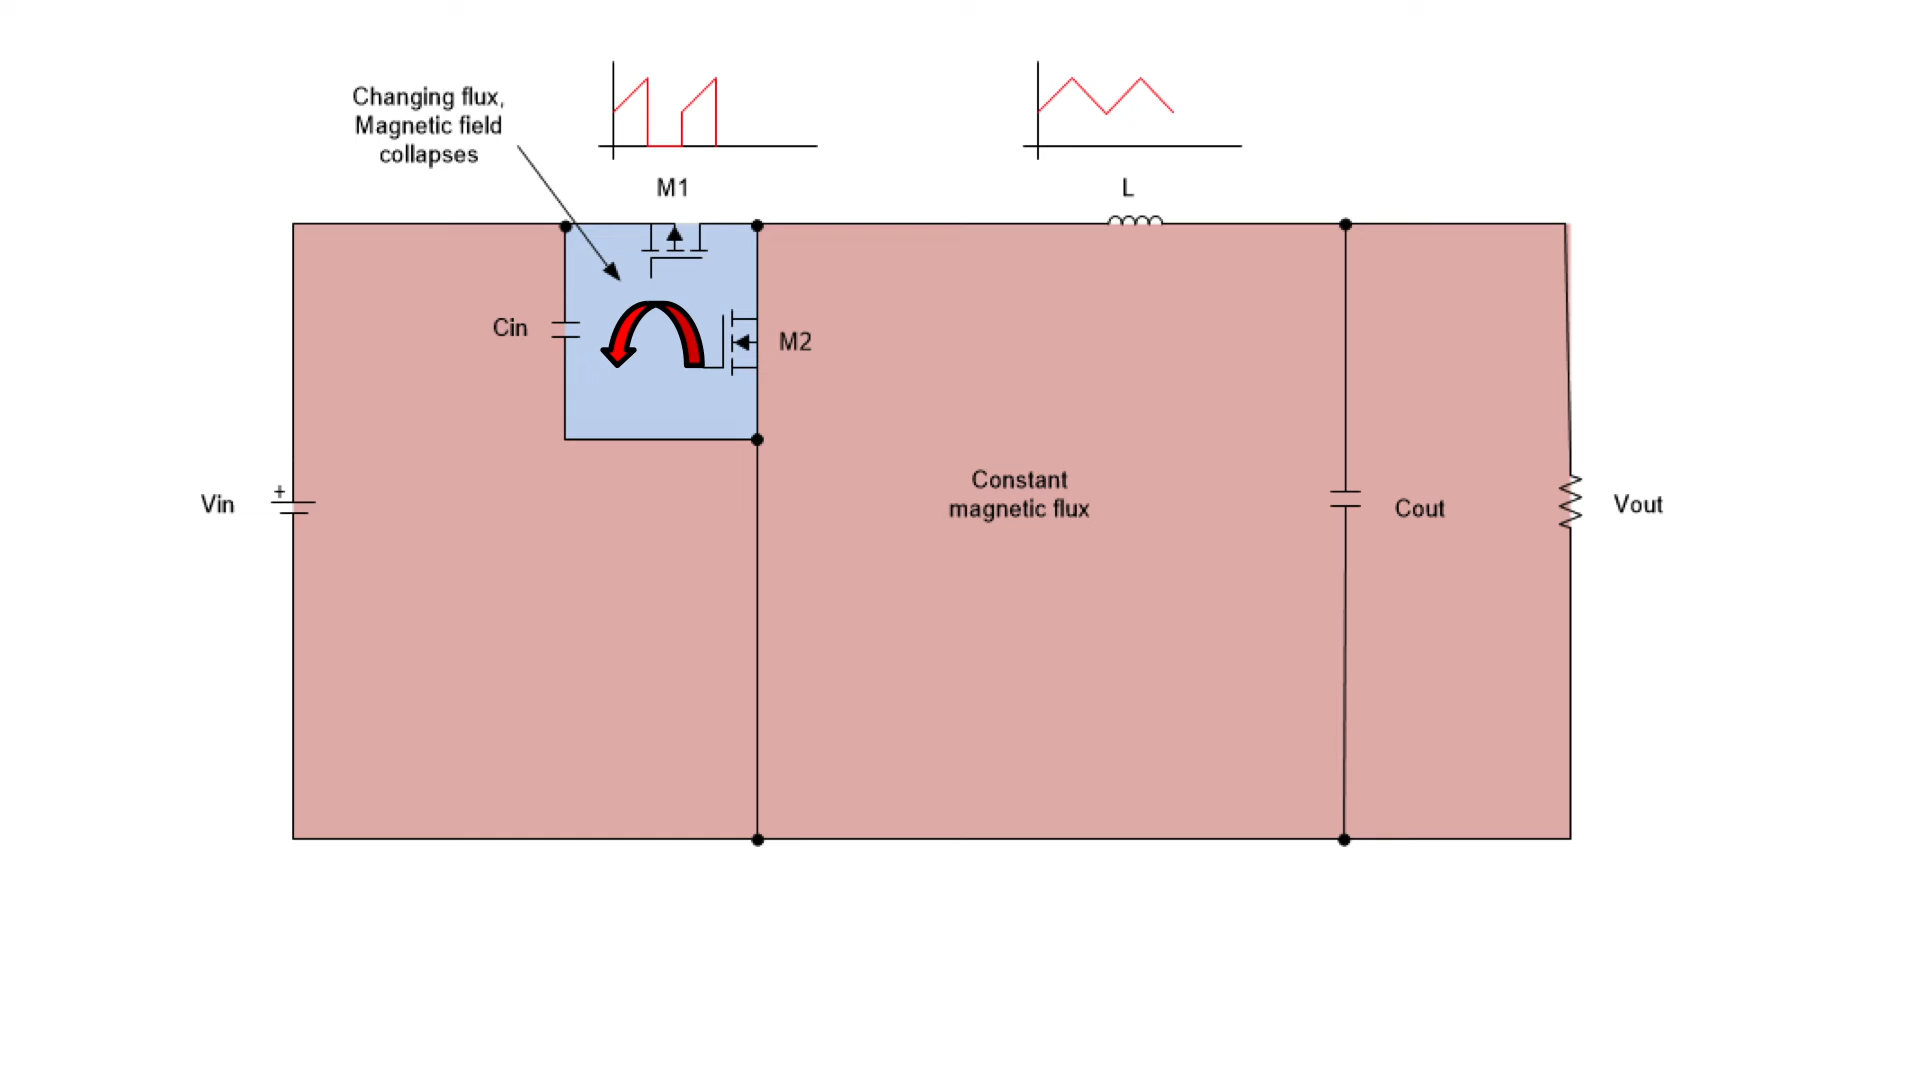 Changing flux,
Magnetic field
collapses
M1
L
Cin
M2
Constant
magnetic flux
+
Vin
Cout
Vout